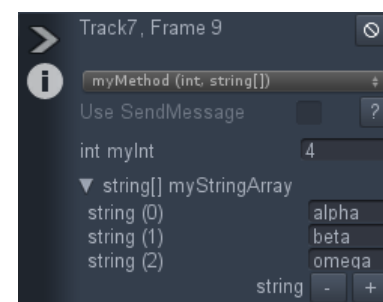 Track7, Frame 9
myMethod (int, string[])
Use SendMessage ?
int myInt 4
▼ string[] myStringArray
string (0) alpha
string (1) beta
string (2) omega
string - +